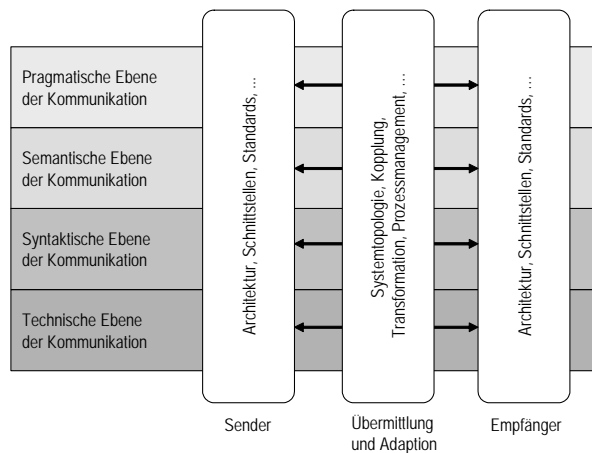 Pragmatische Ebene
der Kommunikation
Semantische Ebene
der Kommunikation
Syntaktische Ebene
der Kommunikation
Technische Ebene
der Kommunikation
Architektur, Schnittstellen, Standards, ...
Systemtopologie, Kopplung,
Transformation, Prozessmanagement, ...
Architektur, Schnittstellen, Standards, ...
Sender
Übermittlung
und Adaption
Empfänger